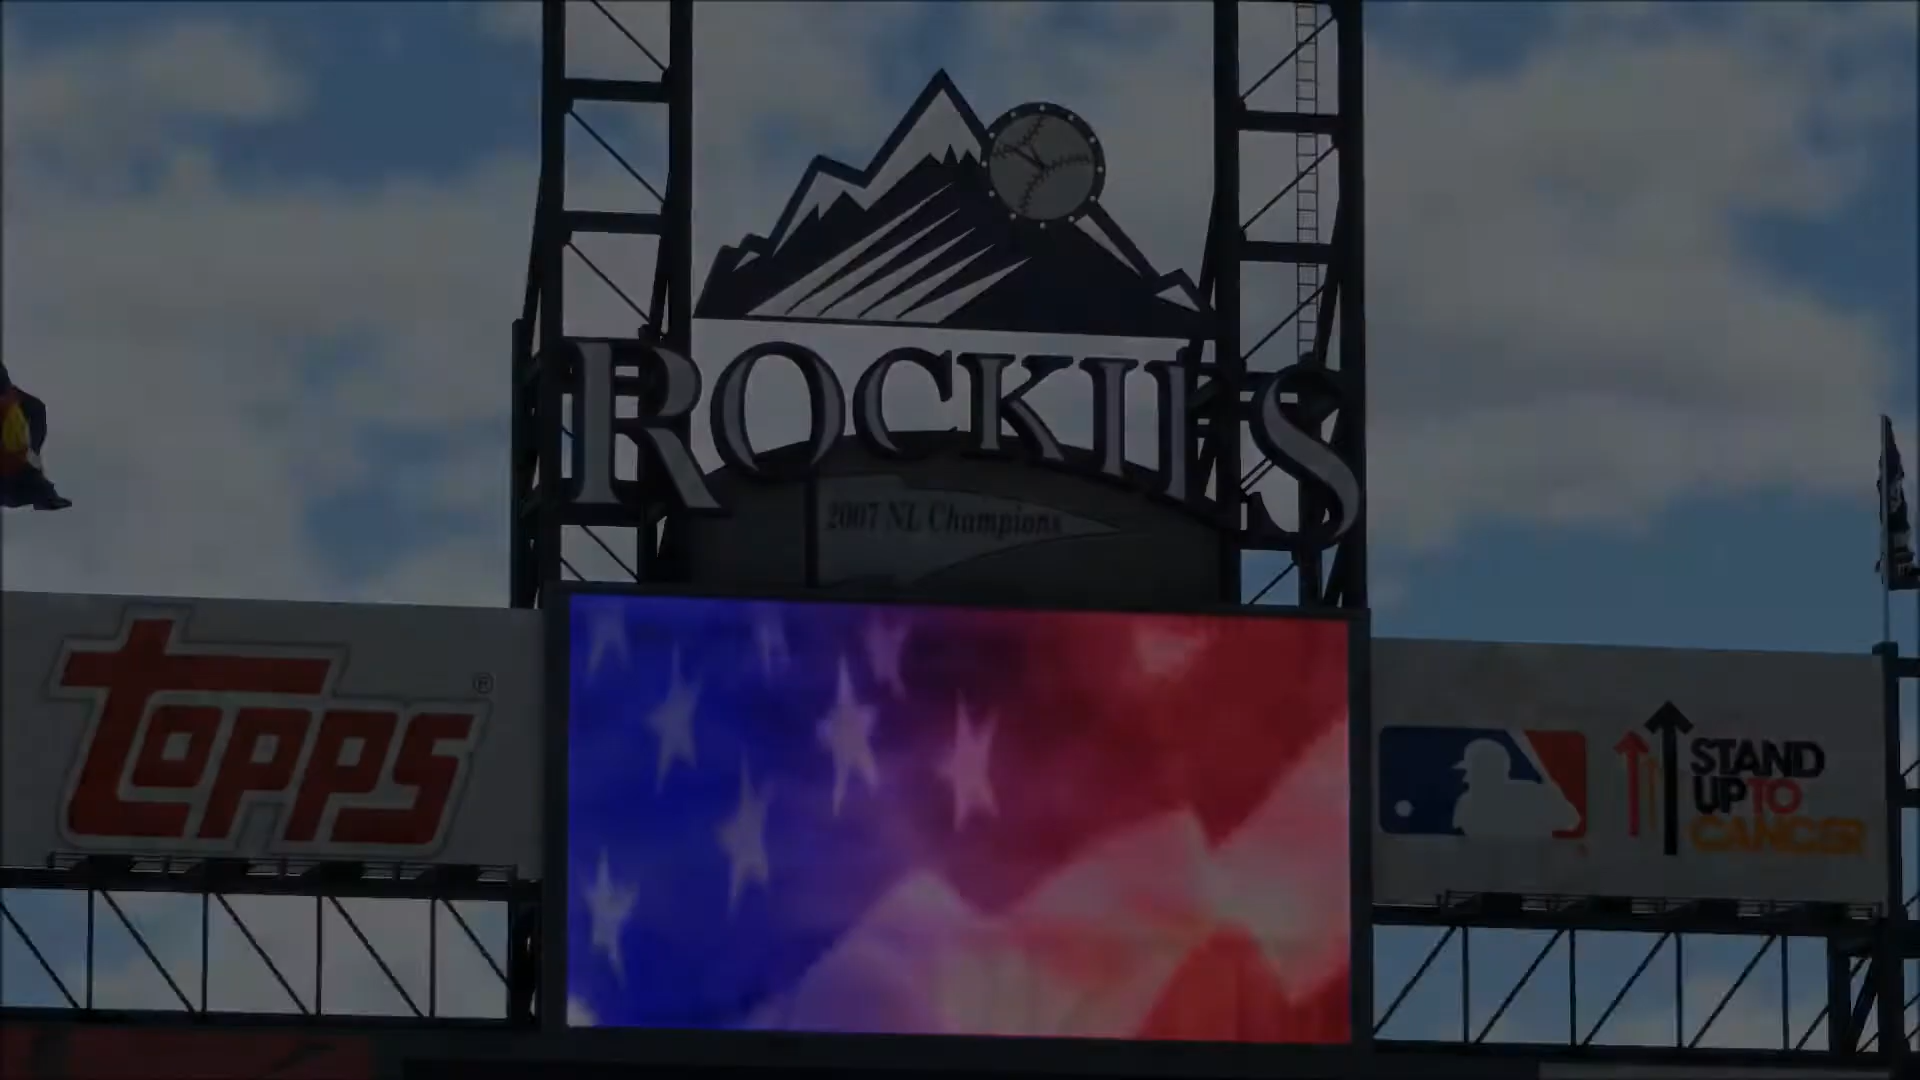 ROCKIES
2007 NL Champions
TOPPS ®
STAND
UP TO
CANCER